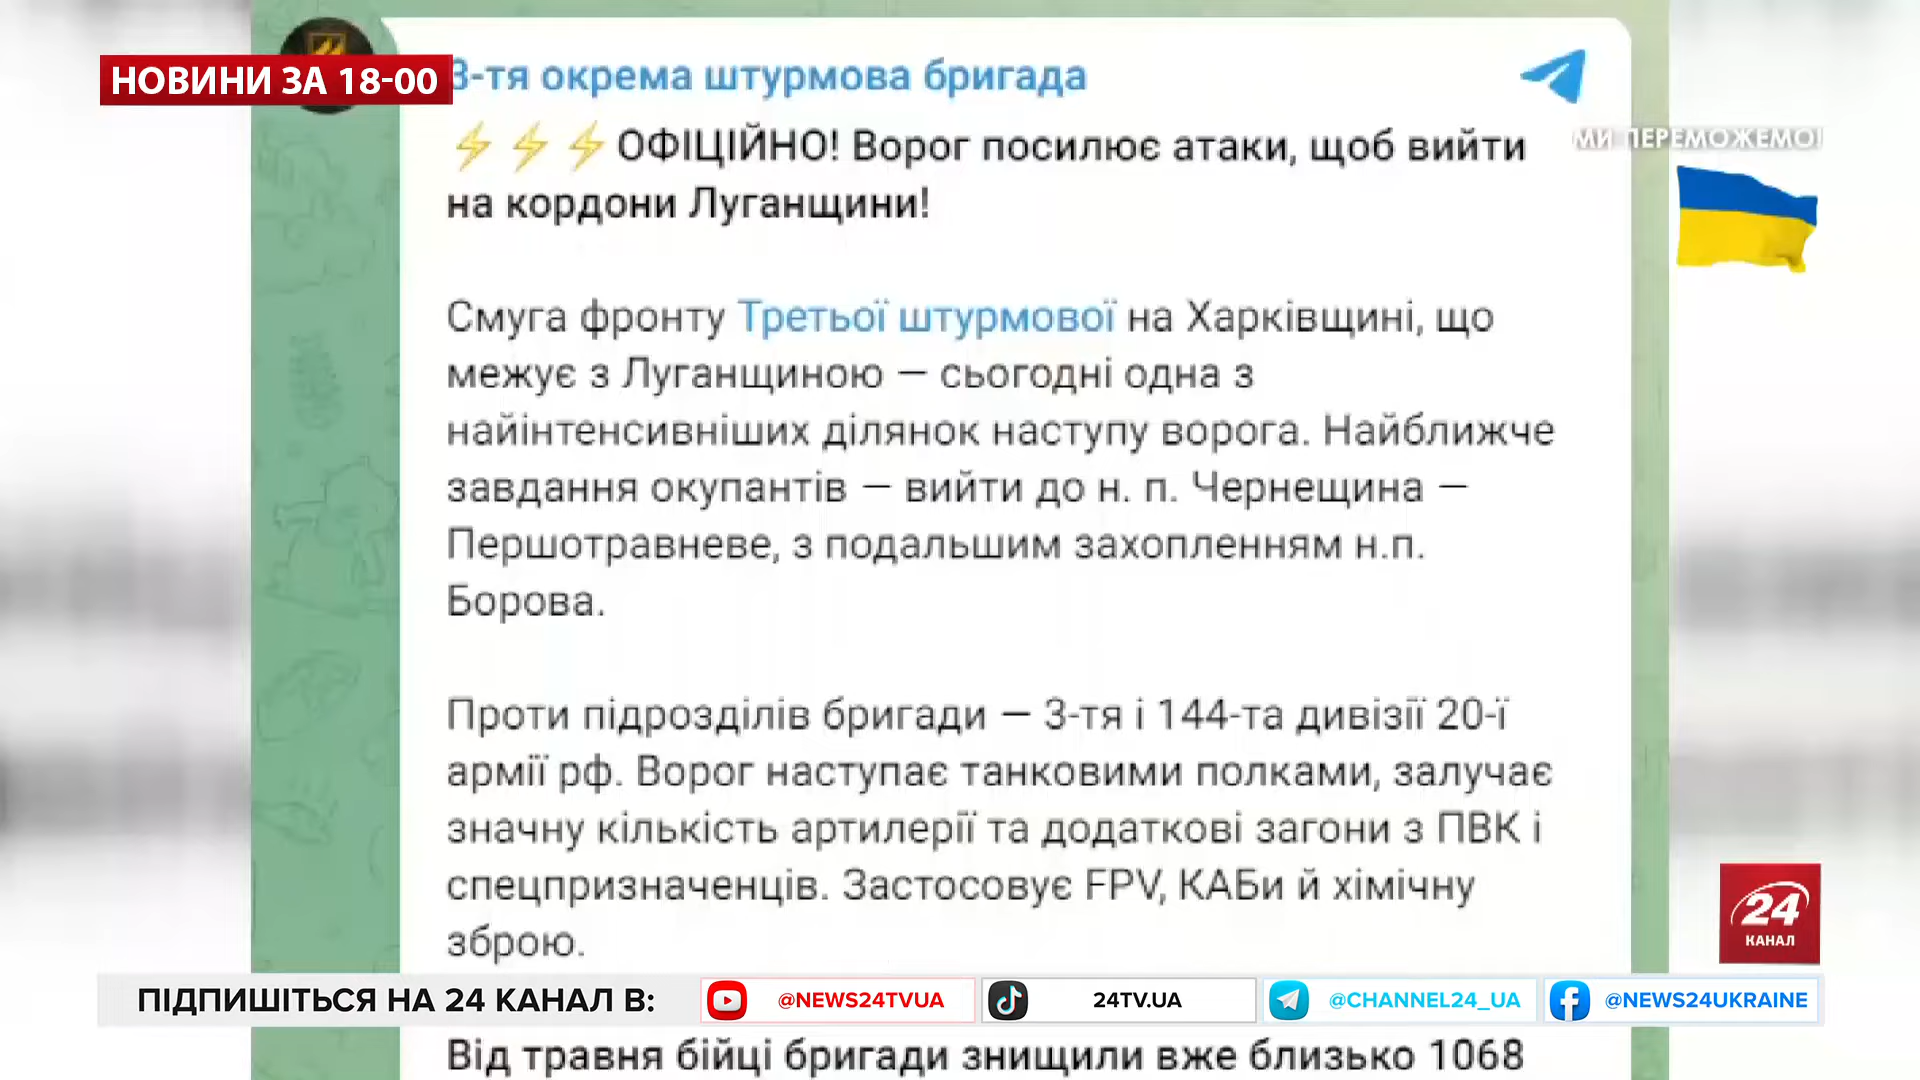 НОВИНИ ЗА 18-00
3-тя окрема штурмова бригада
МИ ПЕРЕМОЖЕМО!
⚡⚡⚡ ОФІЦІЙНО! Ворог посилює атаки, щоб вийти
на кордони Луганщини!
Смуга фронту Третьої штурмової на Харківщині, що
межує з Луганщиною — сьогодні одна з
найінтенсивніших ділянок наступу ворога. Найближче
завдання окупантів — вийти до н. п. Чернещина —
Першотравневе, з подальшим захопленням н.п.
Борова.
Проти підрозділів бригади — 3-тя і 144-та дивізії 20-ї
армії рф. Ворог наступає танковими полками, залучає
значну кількість артилерії та додаткові загони з ПВК і
спецпризначенців. Застосовує FPV, КАБи й хімічну
зброю.
24
КАНАЛ
ПІДПИШІТЬСЯ НА 24 КАНАЛ В: @NEWS24TVUA 24TV.UA @CHANNEL24_UA @NEWS24UKRAINE
Від травня бійці бригади знищили вже близько 1068